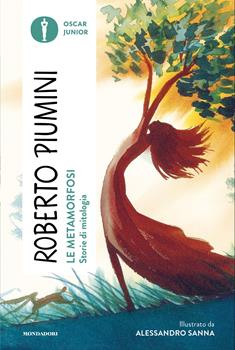 OSCAR
JUNIOR
ROBERTO PIUMINI
LE METAMORFOSI
Storie di mitologia
MONDADORI
Illustrato da
ALESSANDRO SANNA